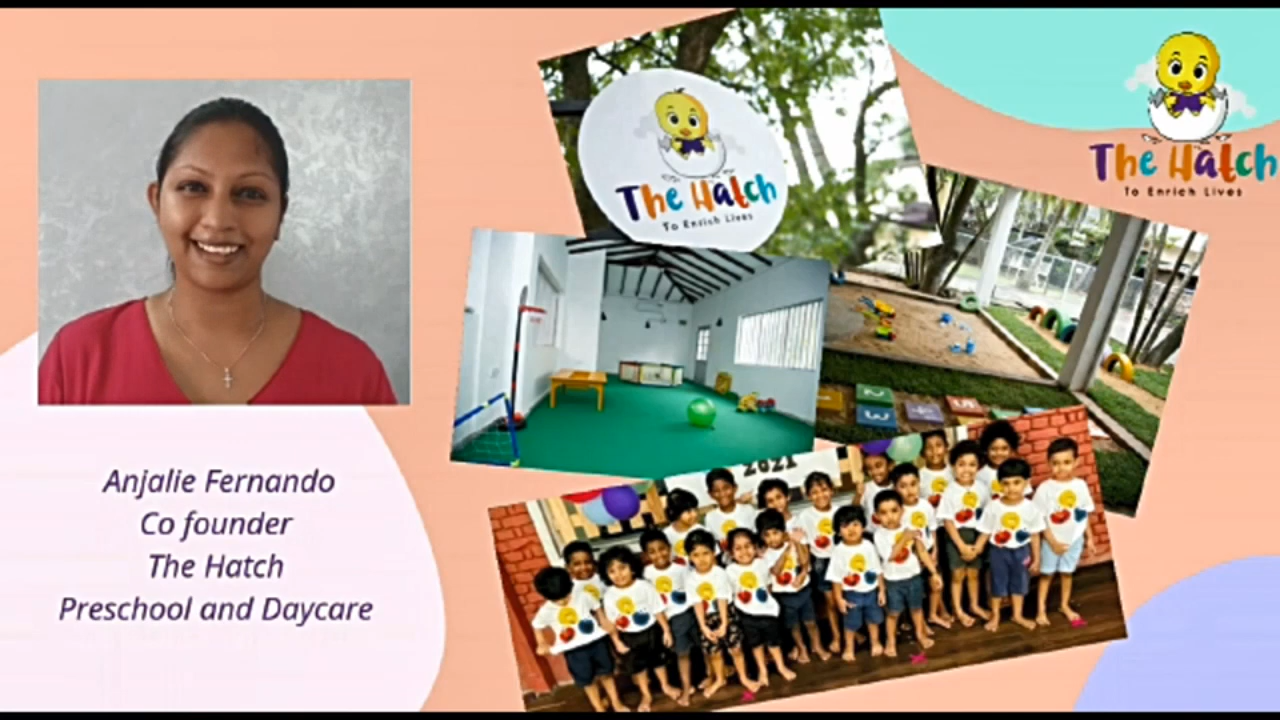 Anjalie Fernando
Co founder
The Hatch
Preschool and Daycare
The Hatch
To Enrich Lives
The Hatch
To Enrich Lives
2021